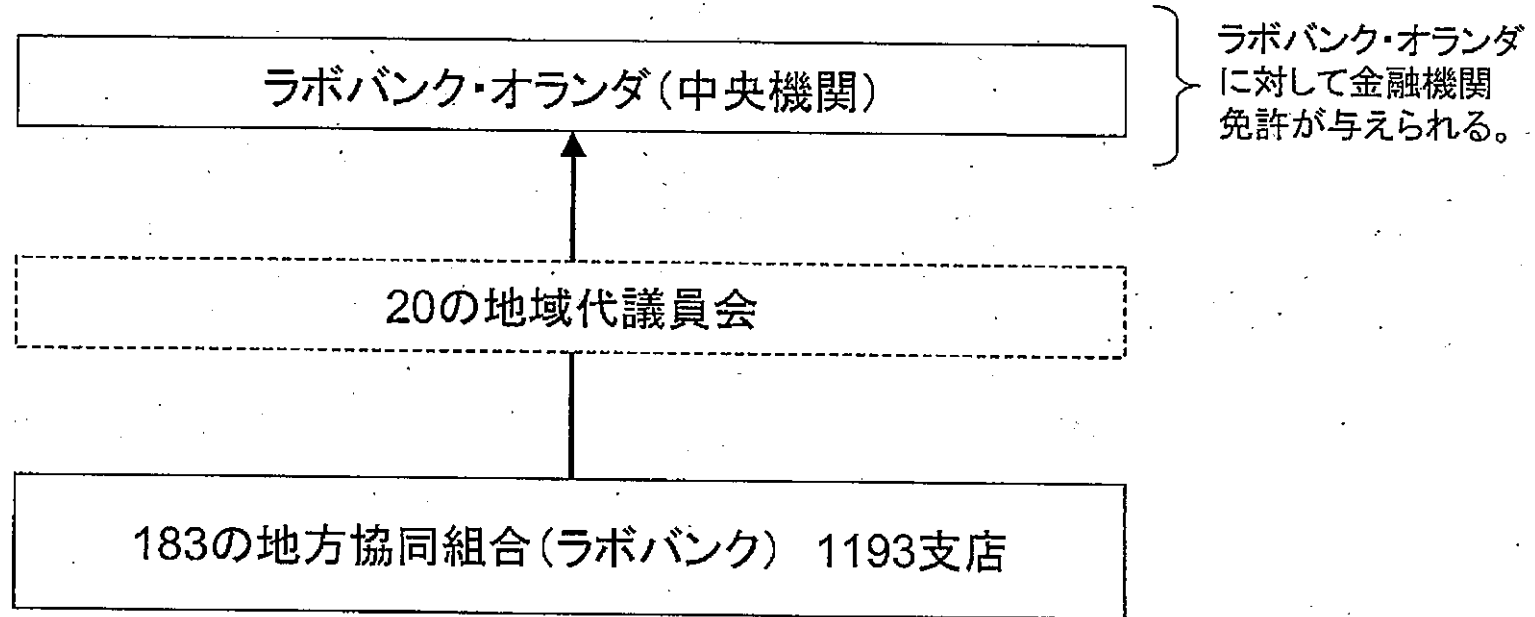 ラボバンク・オランダ（中央機関）
ラボバンク・オランダ
に対して金融機関
免許が与えられる。
20の地域代議員会
183の地方協同組合（ラボバンク） 1193支店